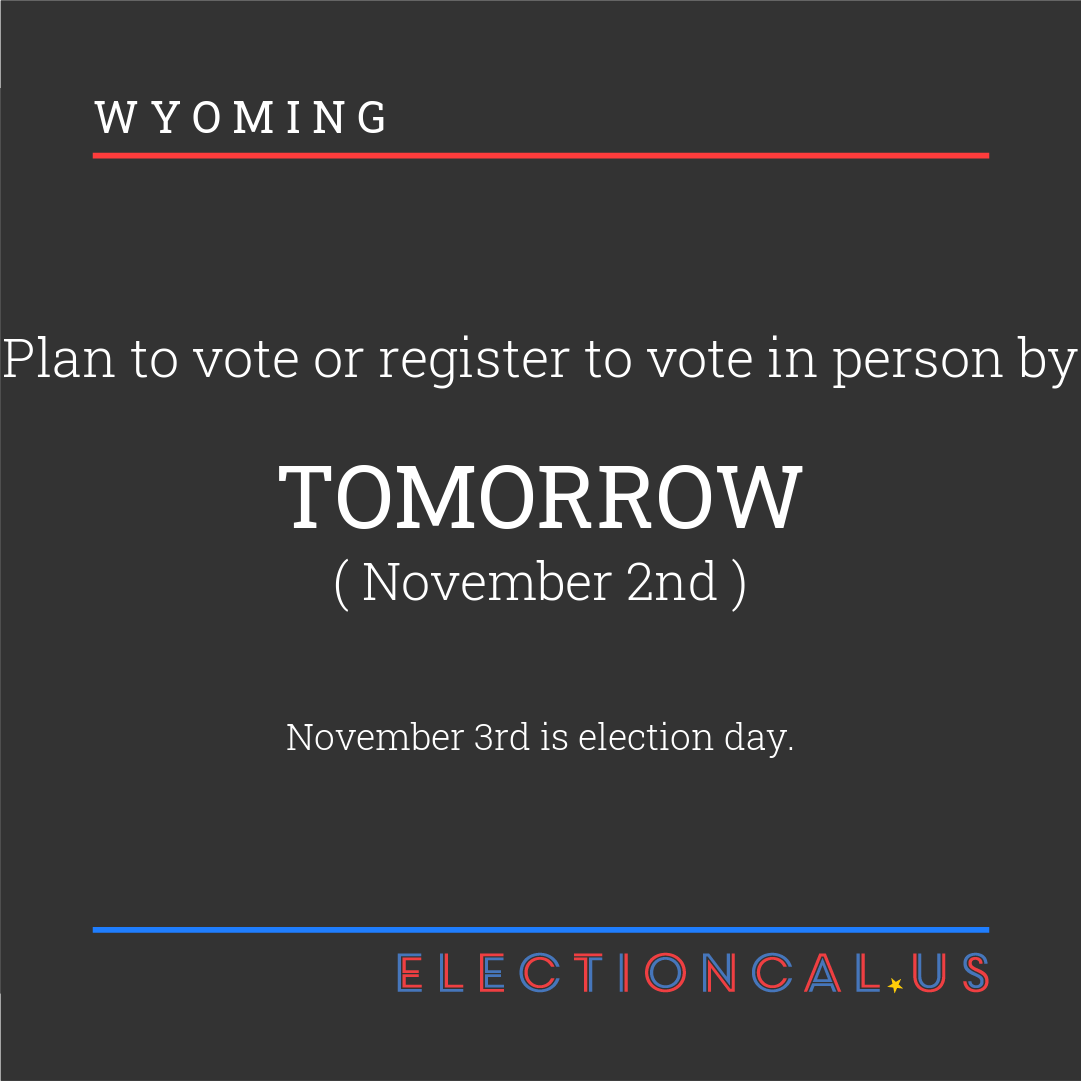 WYOMING
Plan to vote or register to vote in person by
TOMORROW
( November 2nd )
November 3rd is election day.
ELECTIONCAL.US